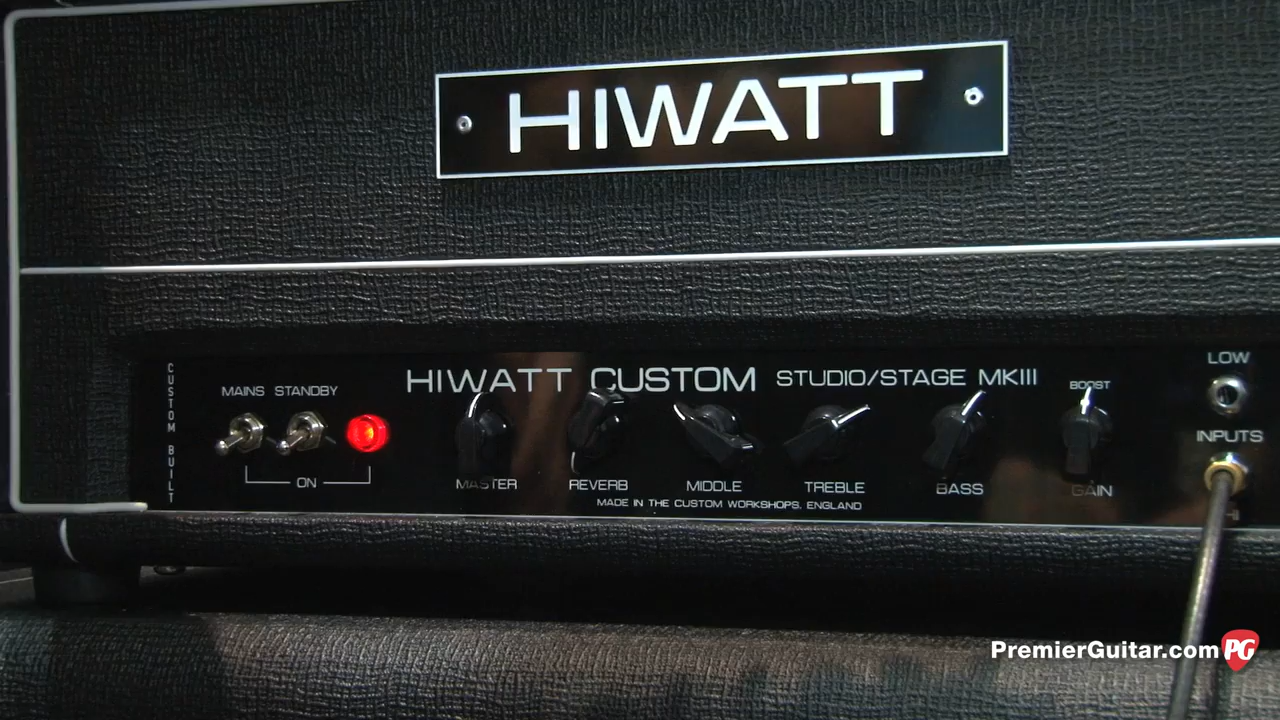 HIWATT
CUSTOM BUILT
MAINS STANDBY
ON
HIWATT CUSTOM STUDIO/STAGE MKIII
MASTER REVERB MIDDLE TREBLE BASS GAIN
BOOST
MADE IN THE CUSTOM WORKSHOPS, ENGLAND
LOW
INPUTS
HI
PremierGuitar.com PG